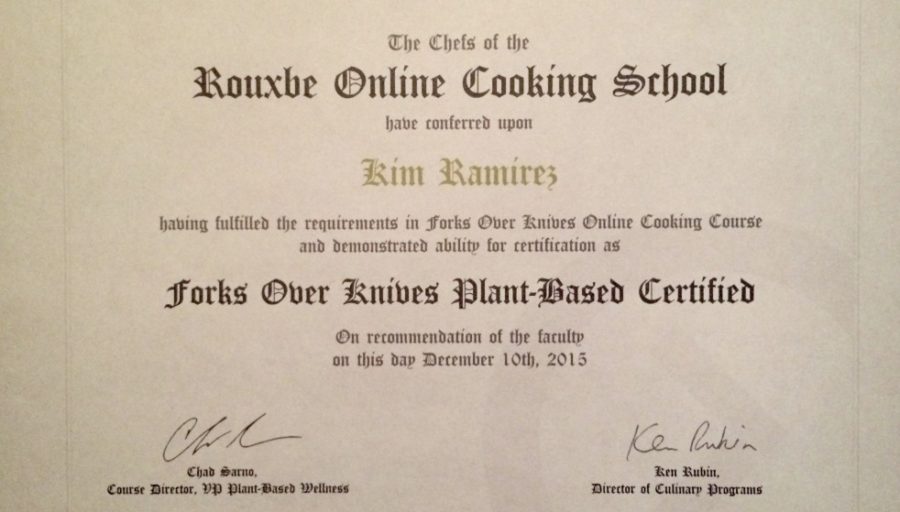 The Chefs of the
Rouxbe Online Cooking School
have conferred upon
Kim Ramirez
having fulfilled the requirements in Forks Over Knives Online Cooking Course
and demonstrated ability for certification as
Forks Over Knives Plant-Based Certified
On recommendation of the faculty
on this day December 10th, 2015
Ken Rubin
Chad Sarno,
Course Director, VP Plant-Based Wellness
Ken Rubin,
Director of Culinary Programs